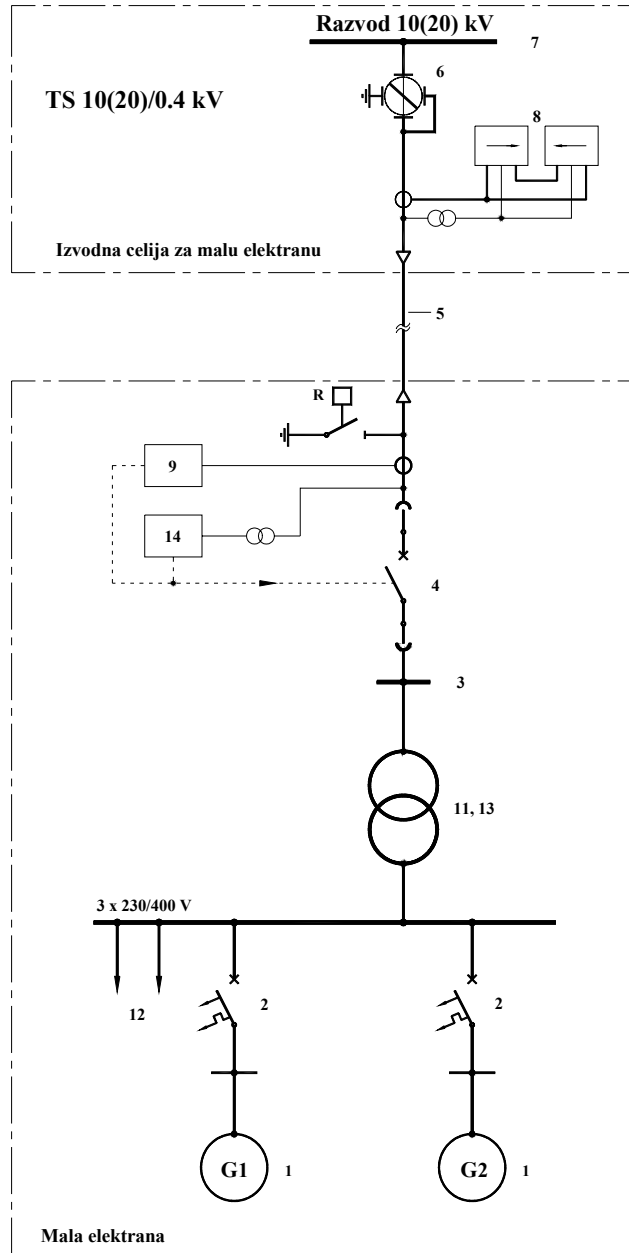 Razvod 10(20) kV
7
6
TS 10(20)/0.4 kV
8
Izvodna celija za malu elektranu
5
R
9
14
4
3
11, 13
3 x 230/400 V
12
2
2
G1
1
G2
1
Mala elektrana